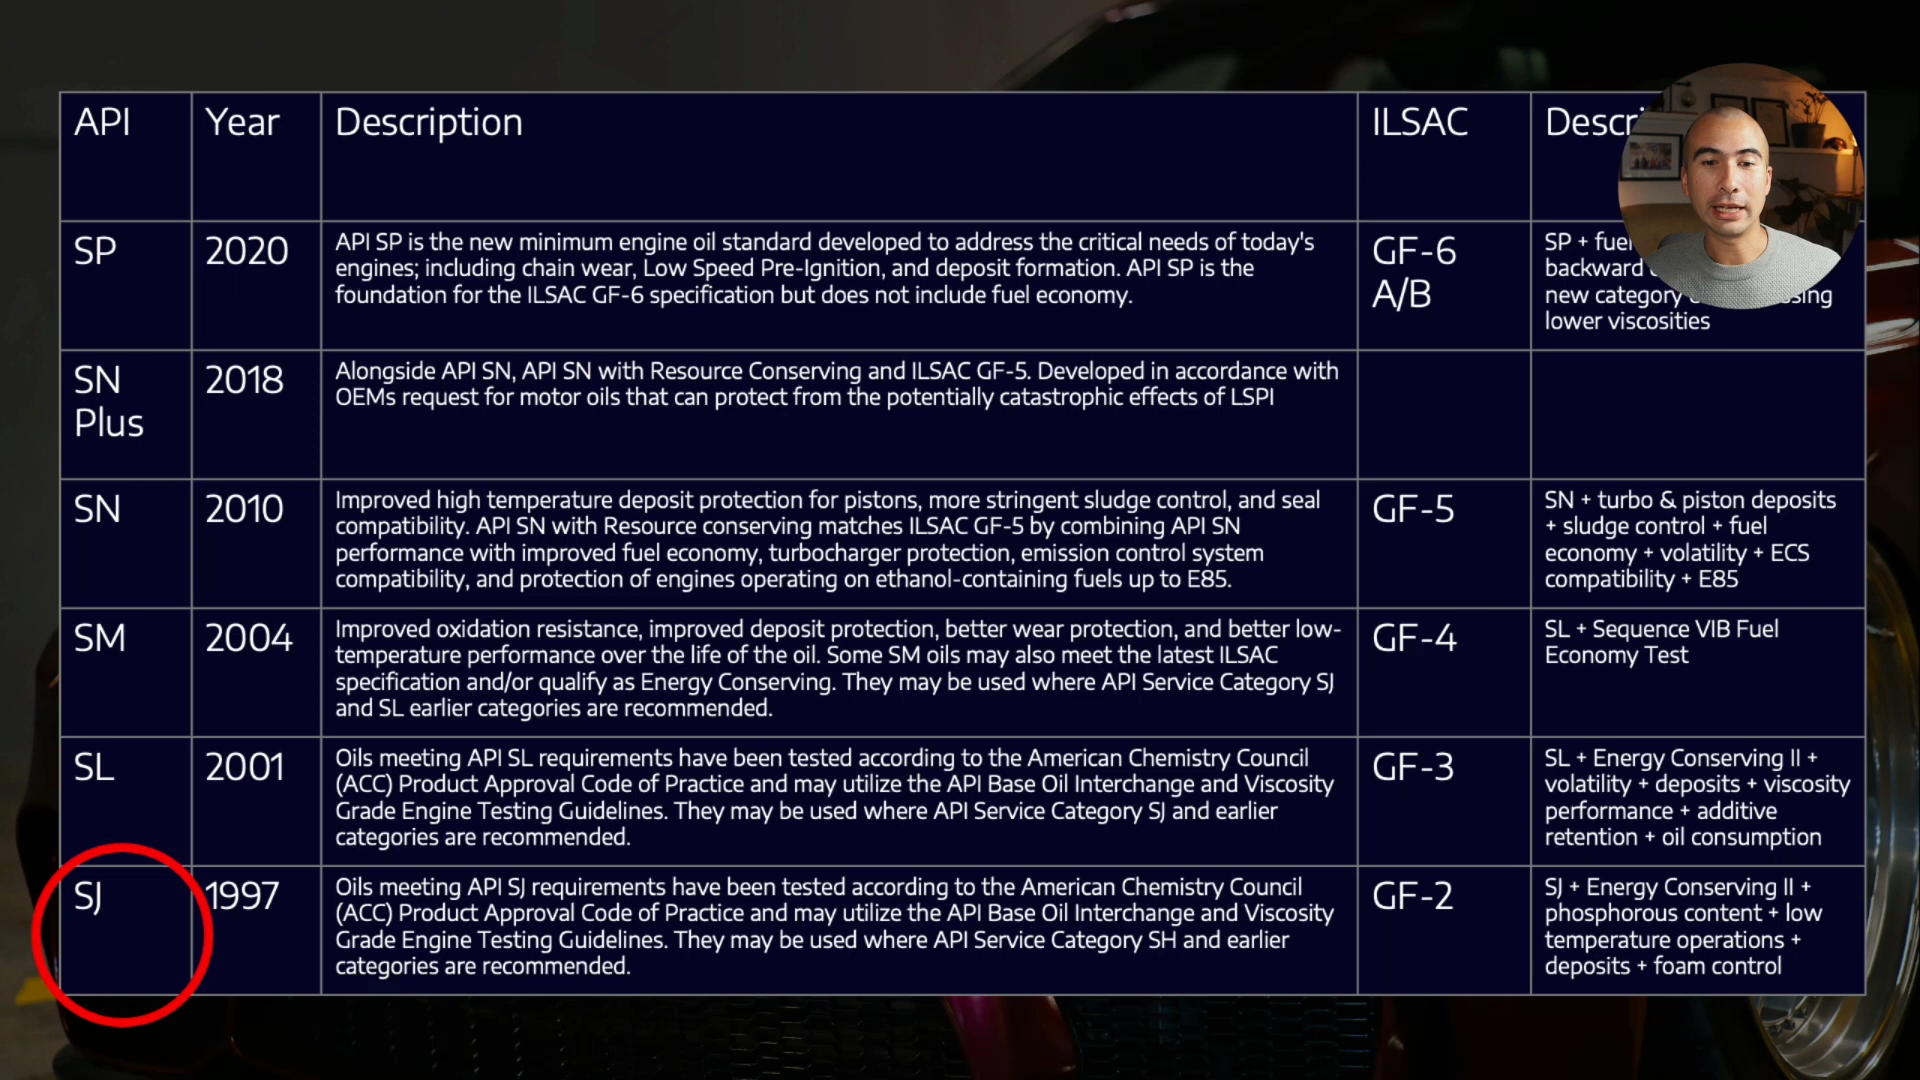 API Year Description ILSAC
SP 2020 API SP is the new minimum engine oil standard developed to address the critical needs of today's
engines; including chain wear, Low Speed Pre-Ignition, and deposit formation. API SP is the
foundation for the ILSAC GF-6 specification but does not include fuel economy.
GF-6
A/B
SP +
backward
new category
lower viscosities
SN
Plus
2018
Alongside API SN, API SN with Resource Conserving and ILSAC GF-5. Developed in accordance with
OEMs request for motor oils that can protect from the potentially catastrophic effects of LSPI
SN 2010 Improved high temperature deposit protection for pistons, more stringent sludge control, and seal
compatibility. API SN with Resource conserving matches ILSAC GF-5 by combining API SN
performance with improved fuel economy, turbocharger protection, emission control system
compatibility, and protection of engines operating on ethanol-containing fuels up to E85.
GF-5
SN + turbo & piston deposits
+ sludge control + fuel
economy + volatility + ECS
compatibility + E85
SM 2004 Improved oxidation resistance, improved deposit protection, better wear protection, and better low-
temperature performance over the life of the oil. Some SM oils may also meet the latest ILSAC
specification and/or qualify as Energy Conserving. They may be used where API Service Category SJ
and SL earlier categories are recommended.
GF-4
SL + Sequence VIB Fuel
Economy Test
SL 2001 Oils meeting API SL requirements have been tested according to the American Chemistry Council
(ACC) Product Approval Code of Practice and may utilize the API Base Oil Interchange and Viscosity
Grade Engine Testing Guidelines. They may be used where API Service Category SJ and earlier
categories are recommended.
GF-3
SL + Energy Conserving II +
volatility + deposits + viscosity
performance + additive
retention + oil consumption
SJ 1997 Oils meeting API SJ requirements have been tested according to the American Chemistry Council
(ACC) Product Approval Code of Practice and may utilize the API Base Oil Interchange and Viscosity
Grade Engine Testing Guidelines. They may be used where API Service Category SH and earlier
categories are recommended.
GF-2
SJ + Energy Conserving II +
phosphorous content + low
temperature operations +
deposits + foam control